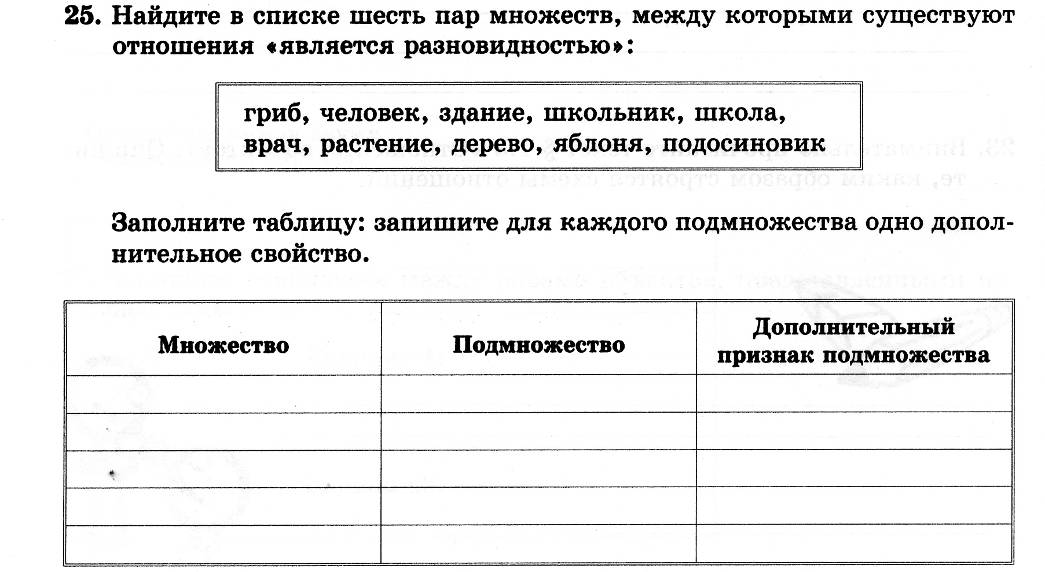 25. Найдите в списке шесть пар множеств, между которыми существуют
отношения «является разновидностью»:
гриб, человек, здание, школьник, школа,
врач, растение, дерево, яблоня, подосиновик
Заполните таблицу: запишите для каждого подмножества одно допол-
нительное свойство.
Множество
Подмножество
Дополнительный
признак подмножества